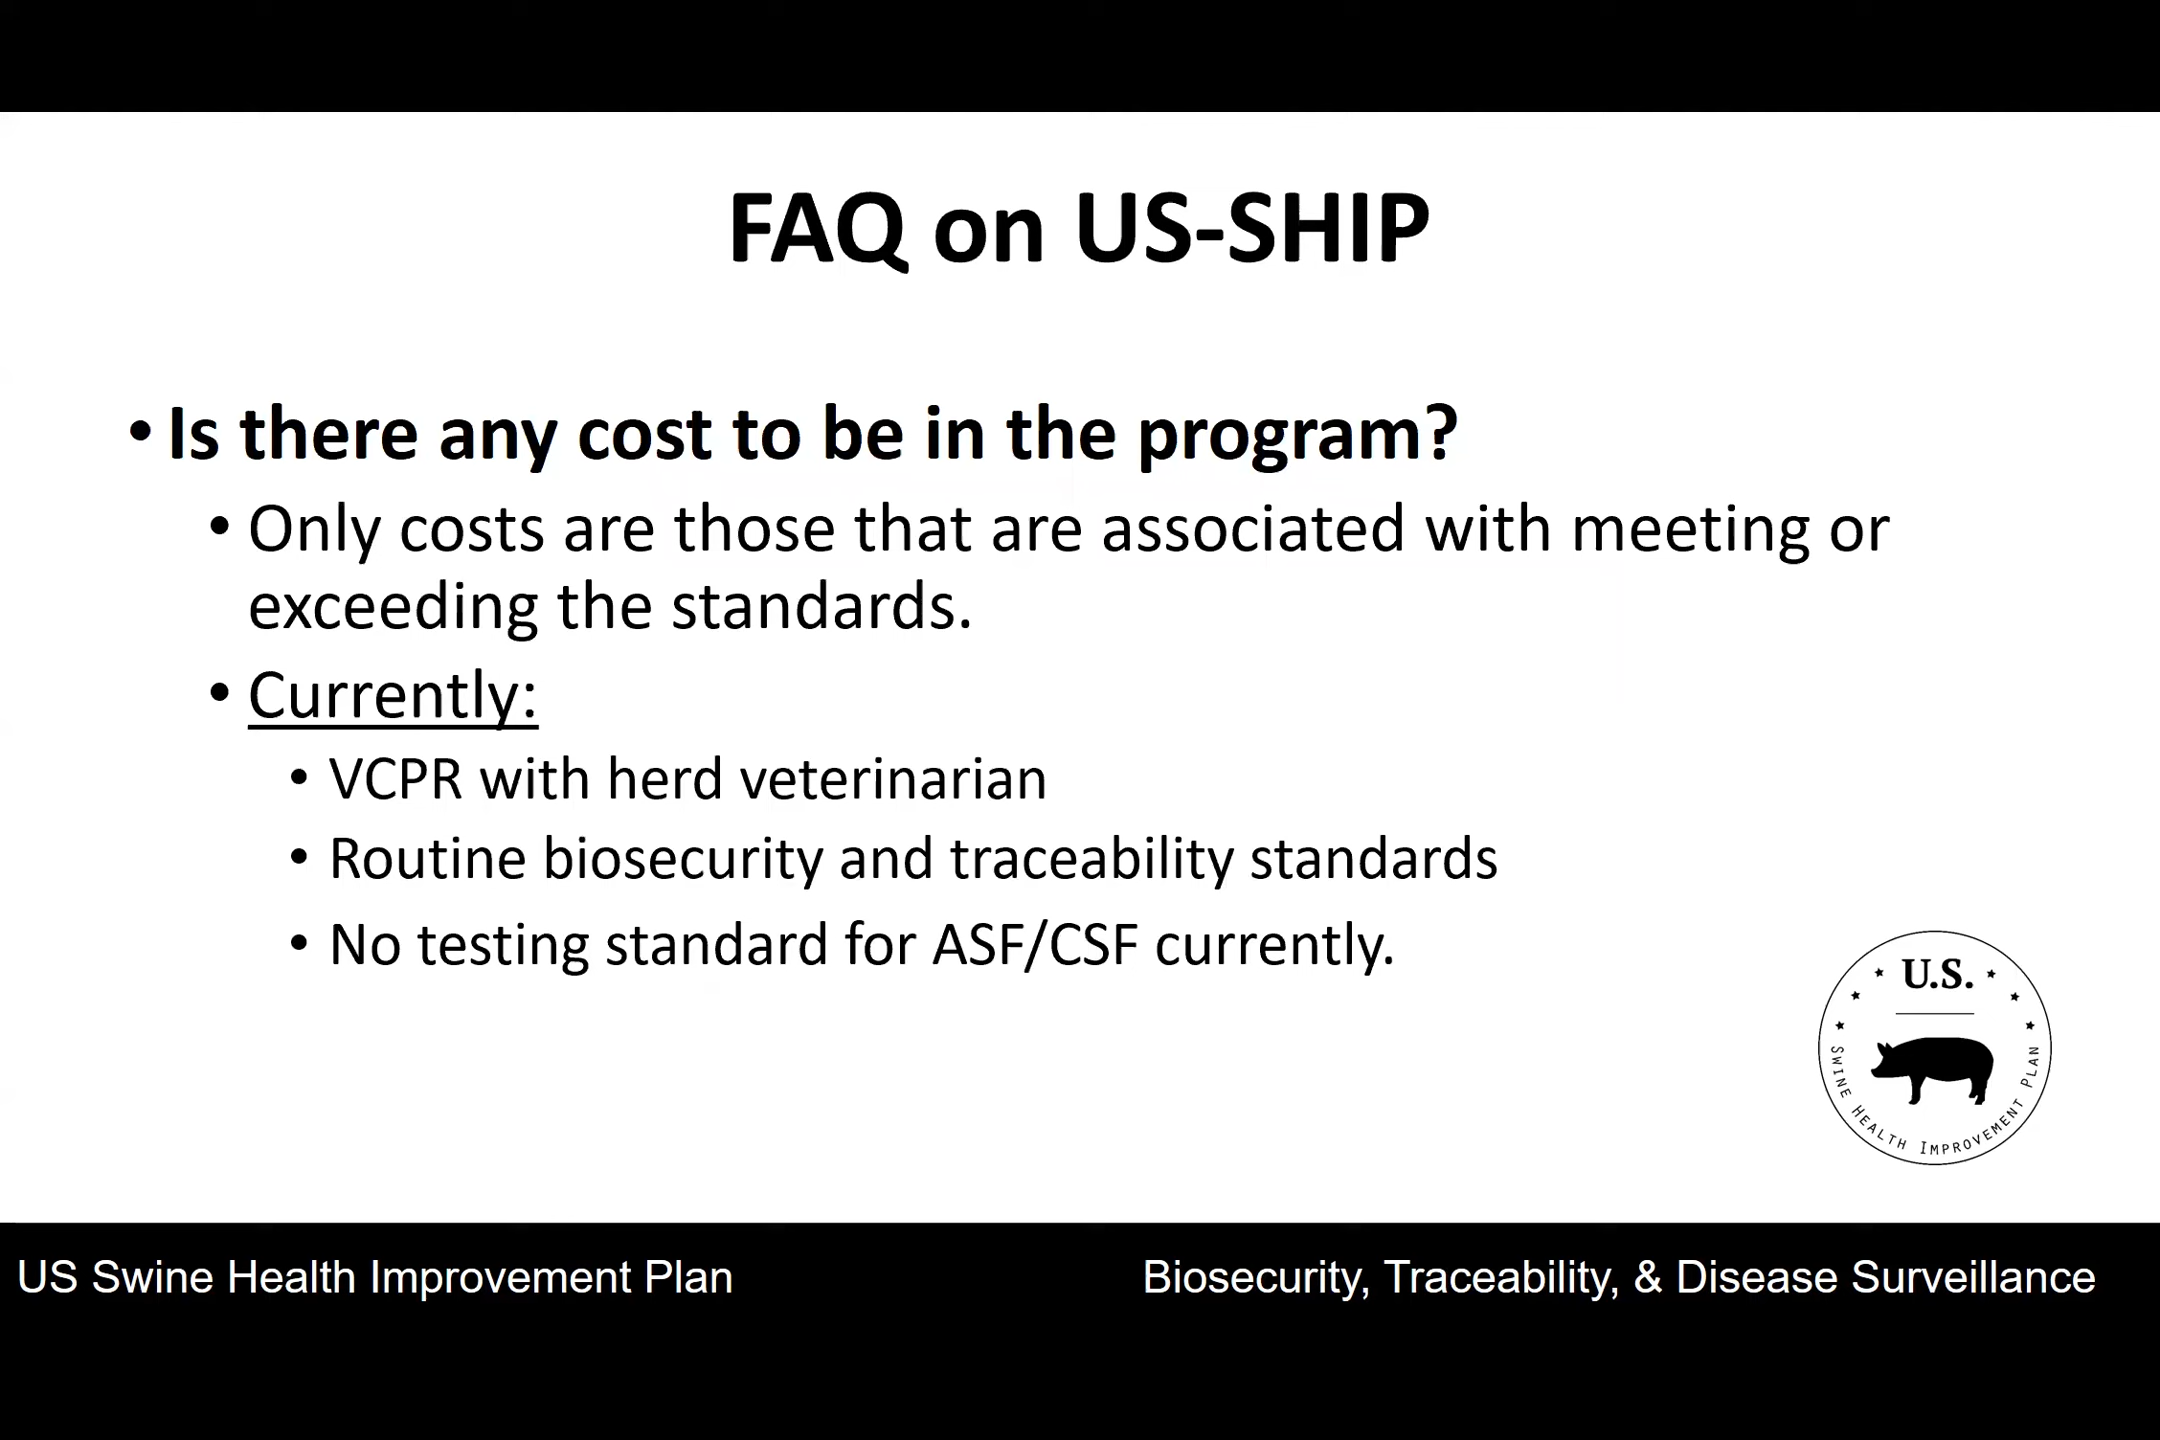 FAQ on US-SHIP
• Is there any cost to be in the program?
• Only costs are those that are associated with meeting or
exceeding the standards.
• Currently:
• VCPR with herd veterinarian
• Routine biosecurity and traceability standards
• No testing standard for ASF/CSF currently.
U.S.
SWINE HEALTH IMPROVEMENT PLAN
US Swine Health Improvement Plan
Biosecurity, Traceability, & Disease Surveillance